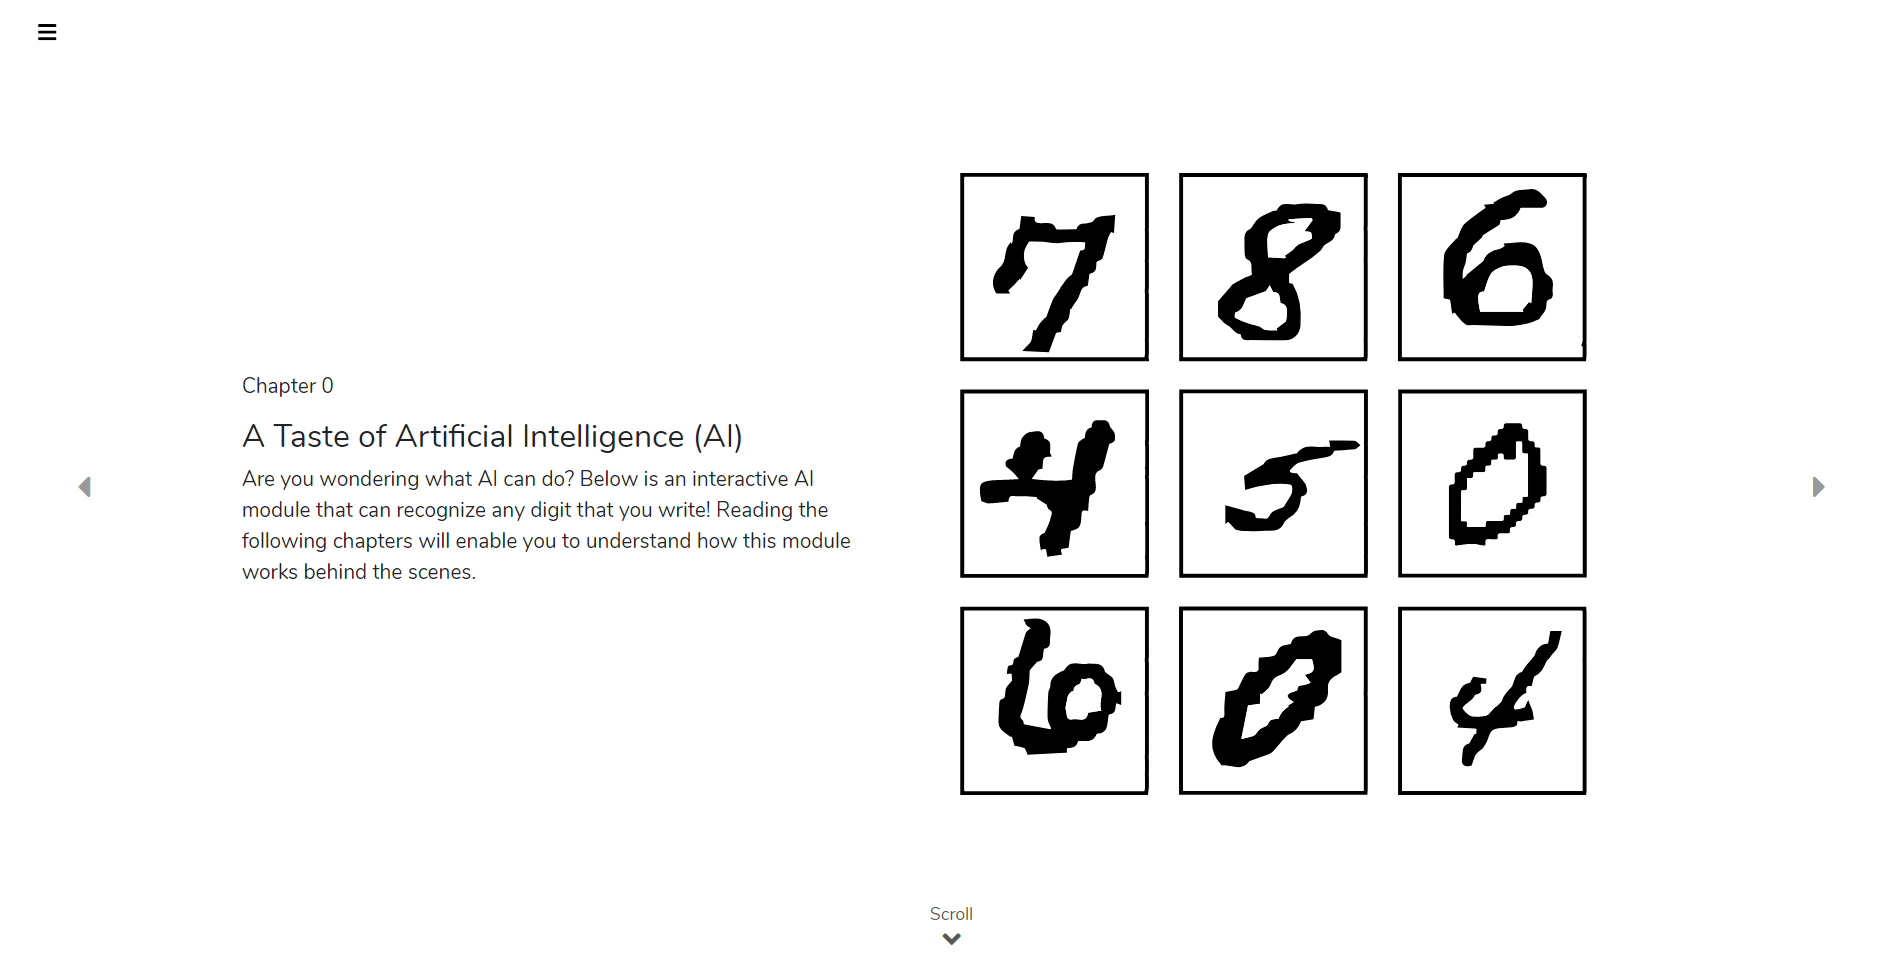 Chapter 0
A Taste of Artificial Intelligence (AI)
Are you wondering what AI can do? Below is an interactive AI
module that can recognize any digit that you write! Reading the
following chapters will enable you to understand how this module
works behind the scenes.
7 8 6
4 5 0
6 0 4
Scroll